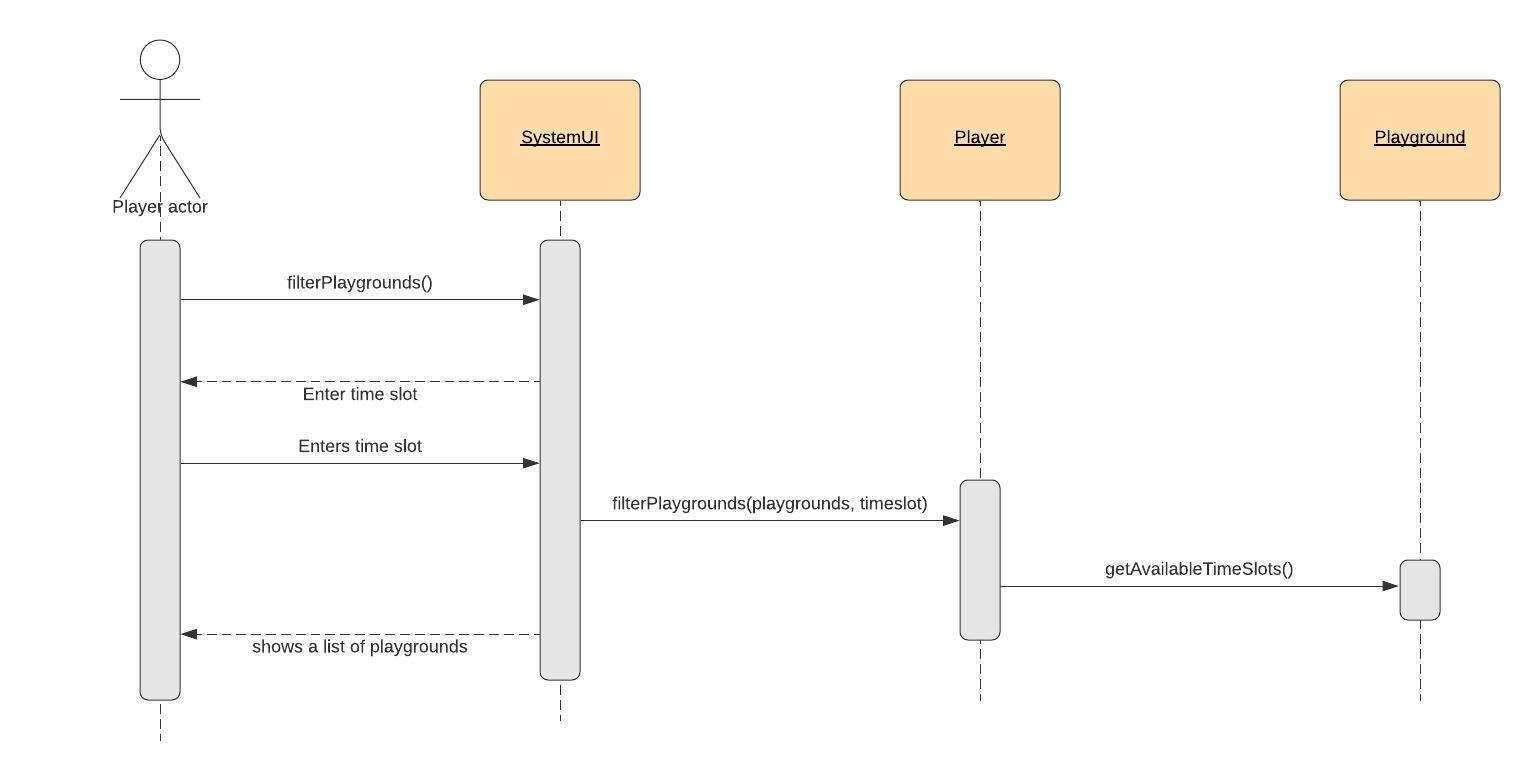 SystemUI
Player
Playground
Player actor
filterPlaygrounds()
Enter time slot
Enters time slot
filterPlaygrounds(playgrounds, timeslot)
getAvailableTimeSlots()
shows a list of playgrounds